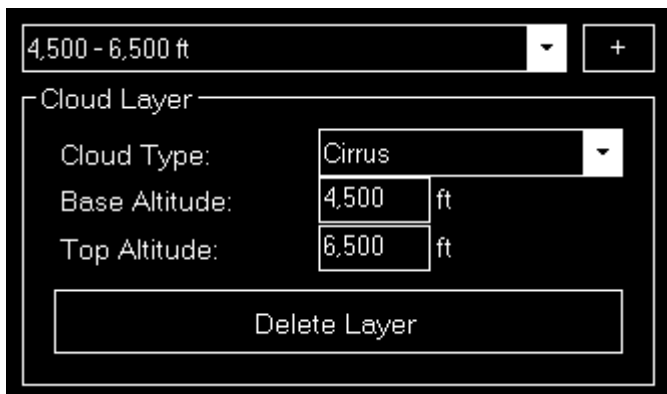 4,500 - 6,500 ft +
Cloud Layer
Cloud Type: Cirrus
Base Altitude: 4,500 ft
Top Altitude: 6,500 ft
Delete Layer